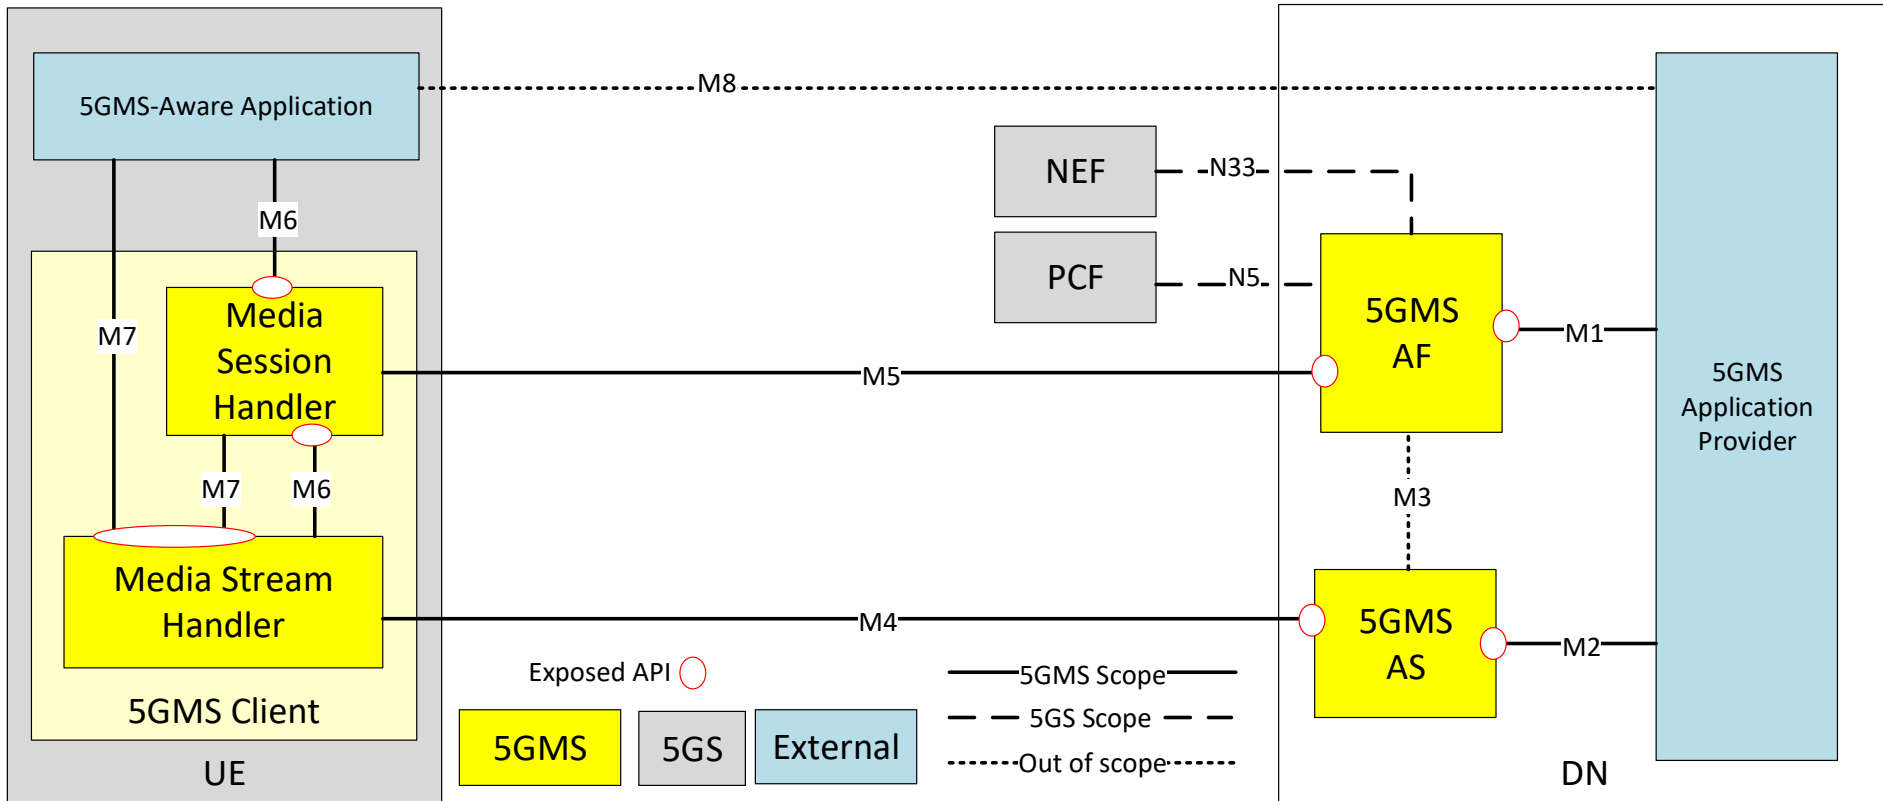 5GMS-Aware Application
M8
NEF
N33
M6
PCF
N5
Media
Session
Handler
M7
5GMS
AF
M1
M5
5GMS
Application
Provider
M7
M6
M3
Media Stream
Handler
M4
5GMS
AS
M2
Exposed API
5GMS Scope
5GS Scope
Out of scope
5GMS Client
5GMS
5GS
External
UE
DN